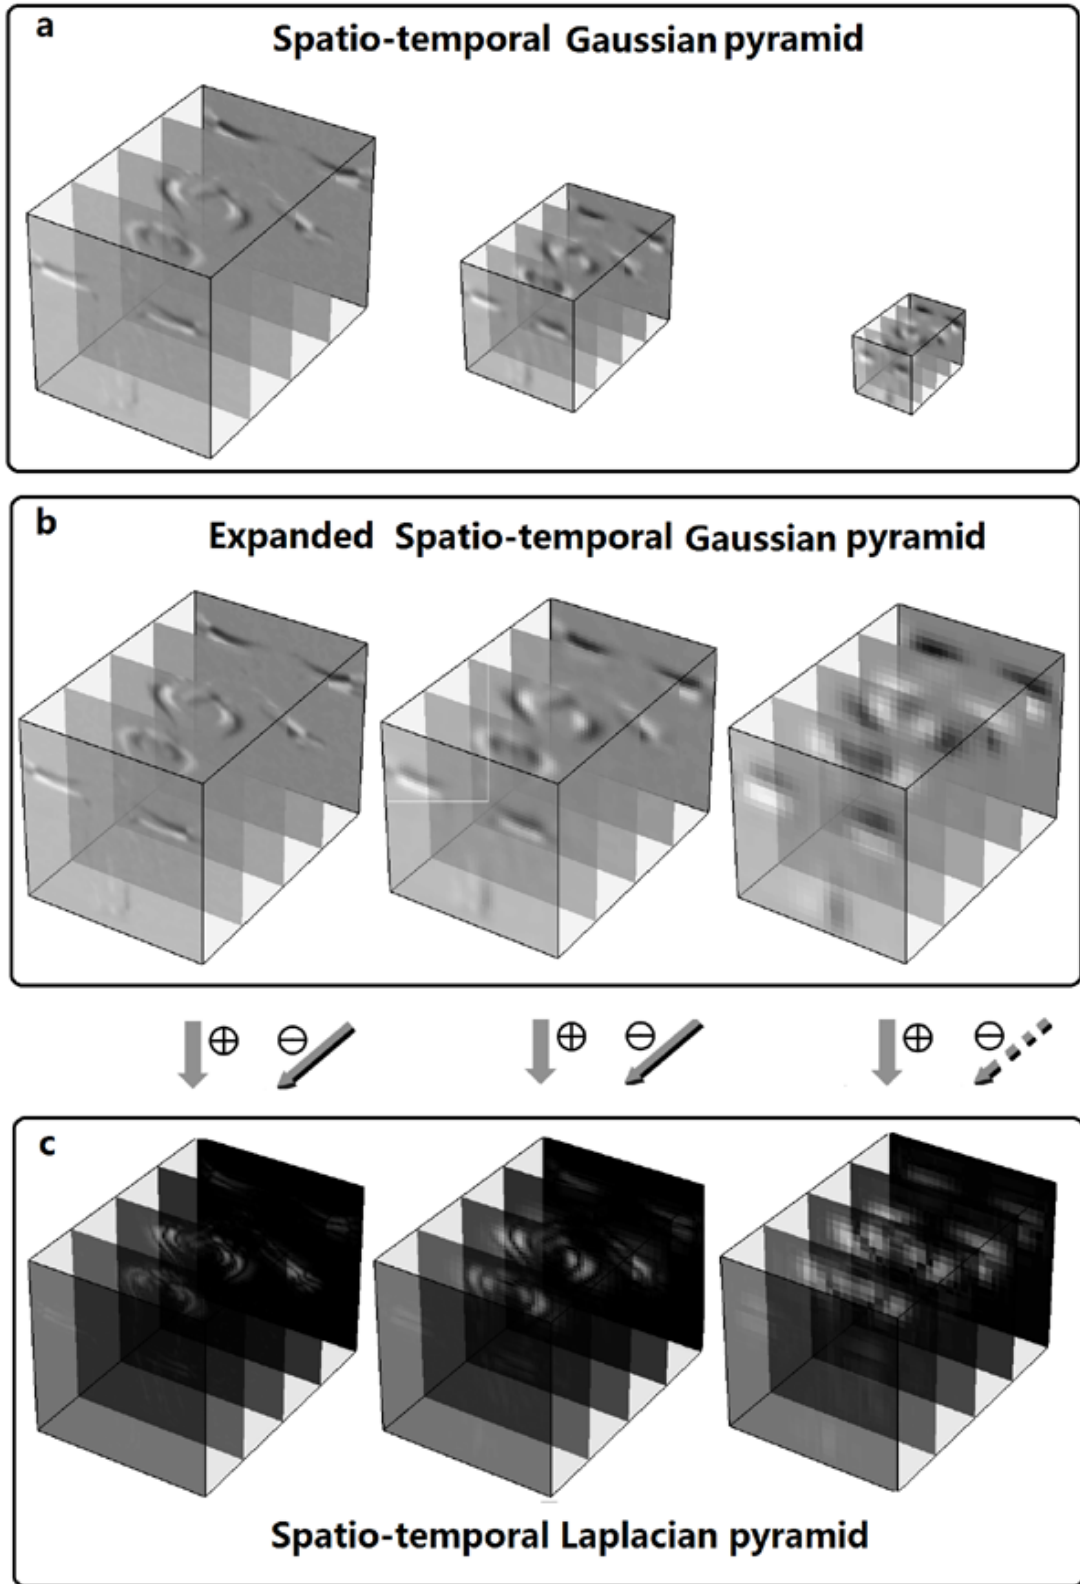 a
Spatio-temporal Gaussian pyramid
b
Expanded Spatio-temporal Gaussian pyramid
⊕ ⊖ ⊕ ⊖ ⊕ ⊖
c
Spatio-temporal Laplacian pyramid